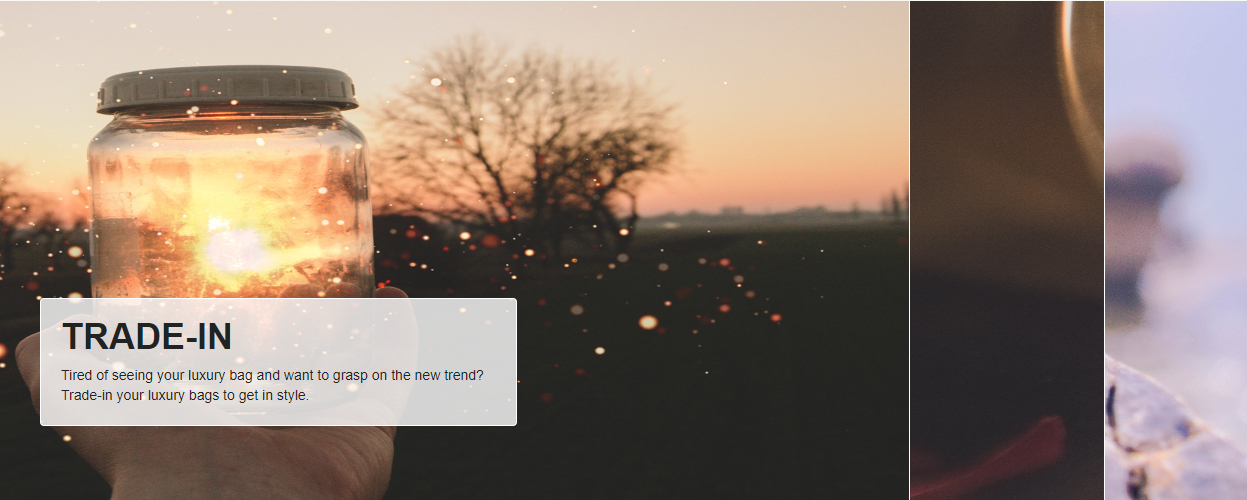 TRADE-IN
Tired of seeing your luxury bag and want to grasp on the new trend?
Trade-in your luxury bags to get in style.